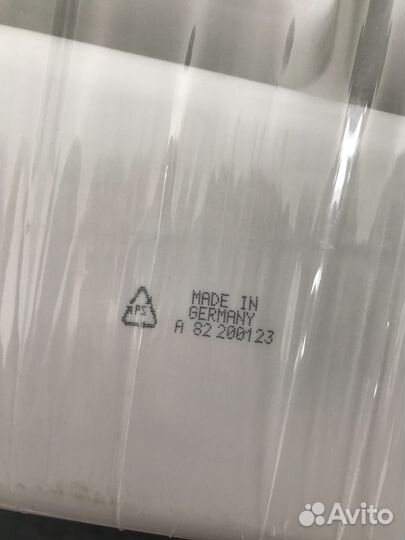 PS
MADE IN
GERMANY
A 82 200123
Avito